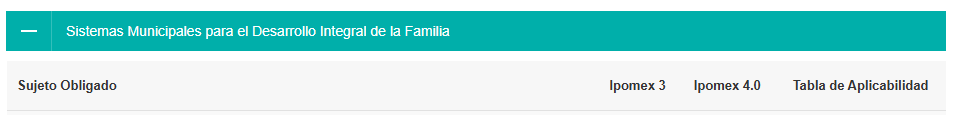 Sistemas Municipales para el Desarrollo Integral de la Familia
Sujeto Obligado Ipomex 3 Ipomex 4.0 Tabla de Aplicabilidad